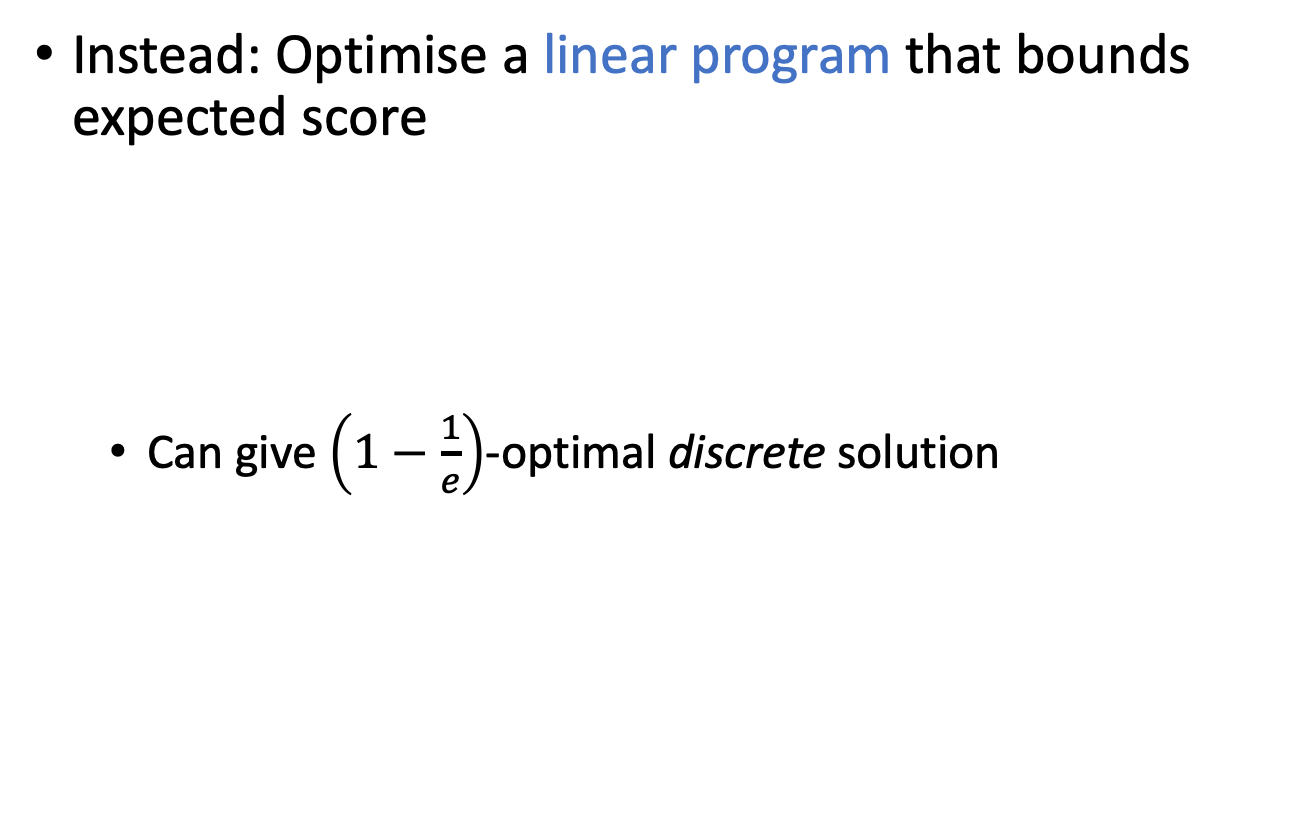 • Instead: Optimise a linear program that bounds
expected score
• Can give (1 − 1/e)-optimal discrete solution